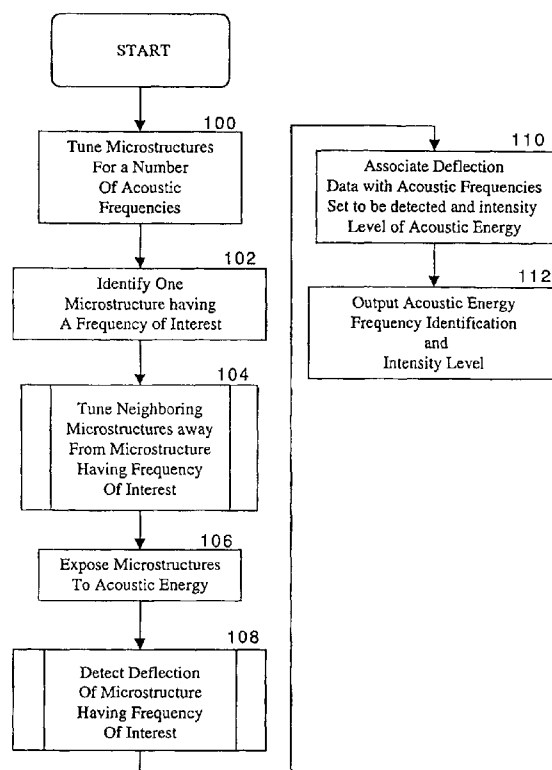 START
100
Tune Microstructures
For a Number
Of Acoustic
Frequencies
102
Identify One
Microstructure having
A Frequency of Interest
104
Tune Neighboring
Microstructures away
From Microstructure
Having Frequency
Of Interest
106
Expose Microstructures
To Acoustic Energy
108
Detect Deflection
Of Microstructure
Having Frequency
Of Interest
110
Associate Deflection
Data with Acoustic Frequencies
Set to be detected and intensity
Level of Acoustic Energy
112
Output Acoustic Energy
Frequency Identification
and
Intensity Level